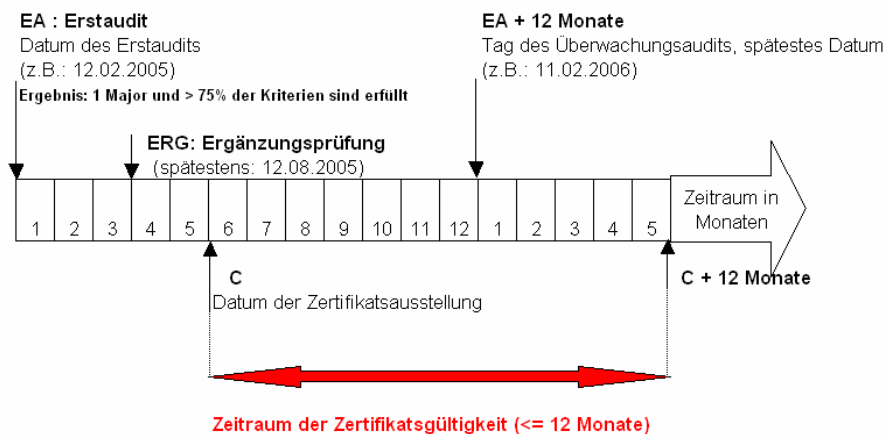 EA : Erstaudit
Datum des Erstaudits
(z.B.: 12.02.2005)
Ergebnis: 1 Major und > 75% der Kriterien sind erfüllt
EA + 12 Monate
Tag des Überwachungsaudits, spätestes Datum
(z.B.: 11.02.2006)
ERG: Ergänzungsprüfung
(spätestens: 12.08.2005)
1 2 3 4 5 6 7 8 9 10 11 12 1 2 3 4 5
Zeitraum in
Monaten
C
Datum der Zertifikatsausstellung
C + 12 Monate
Zeitraum der Zertifikatsgültigkeit (<= 12 Monate)